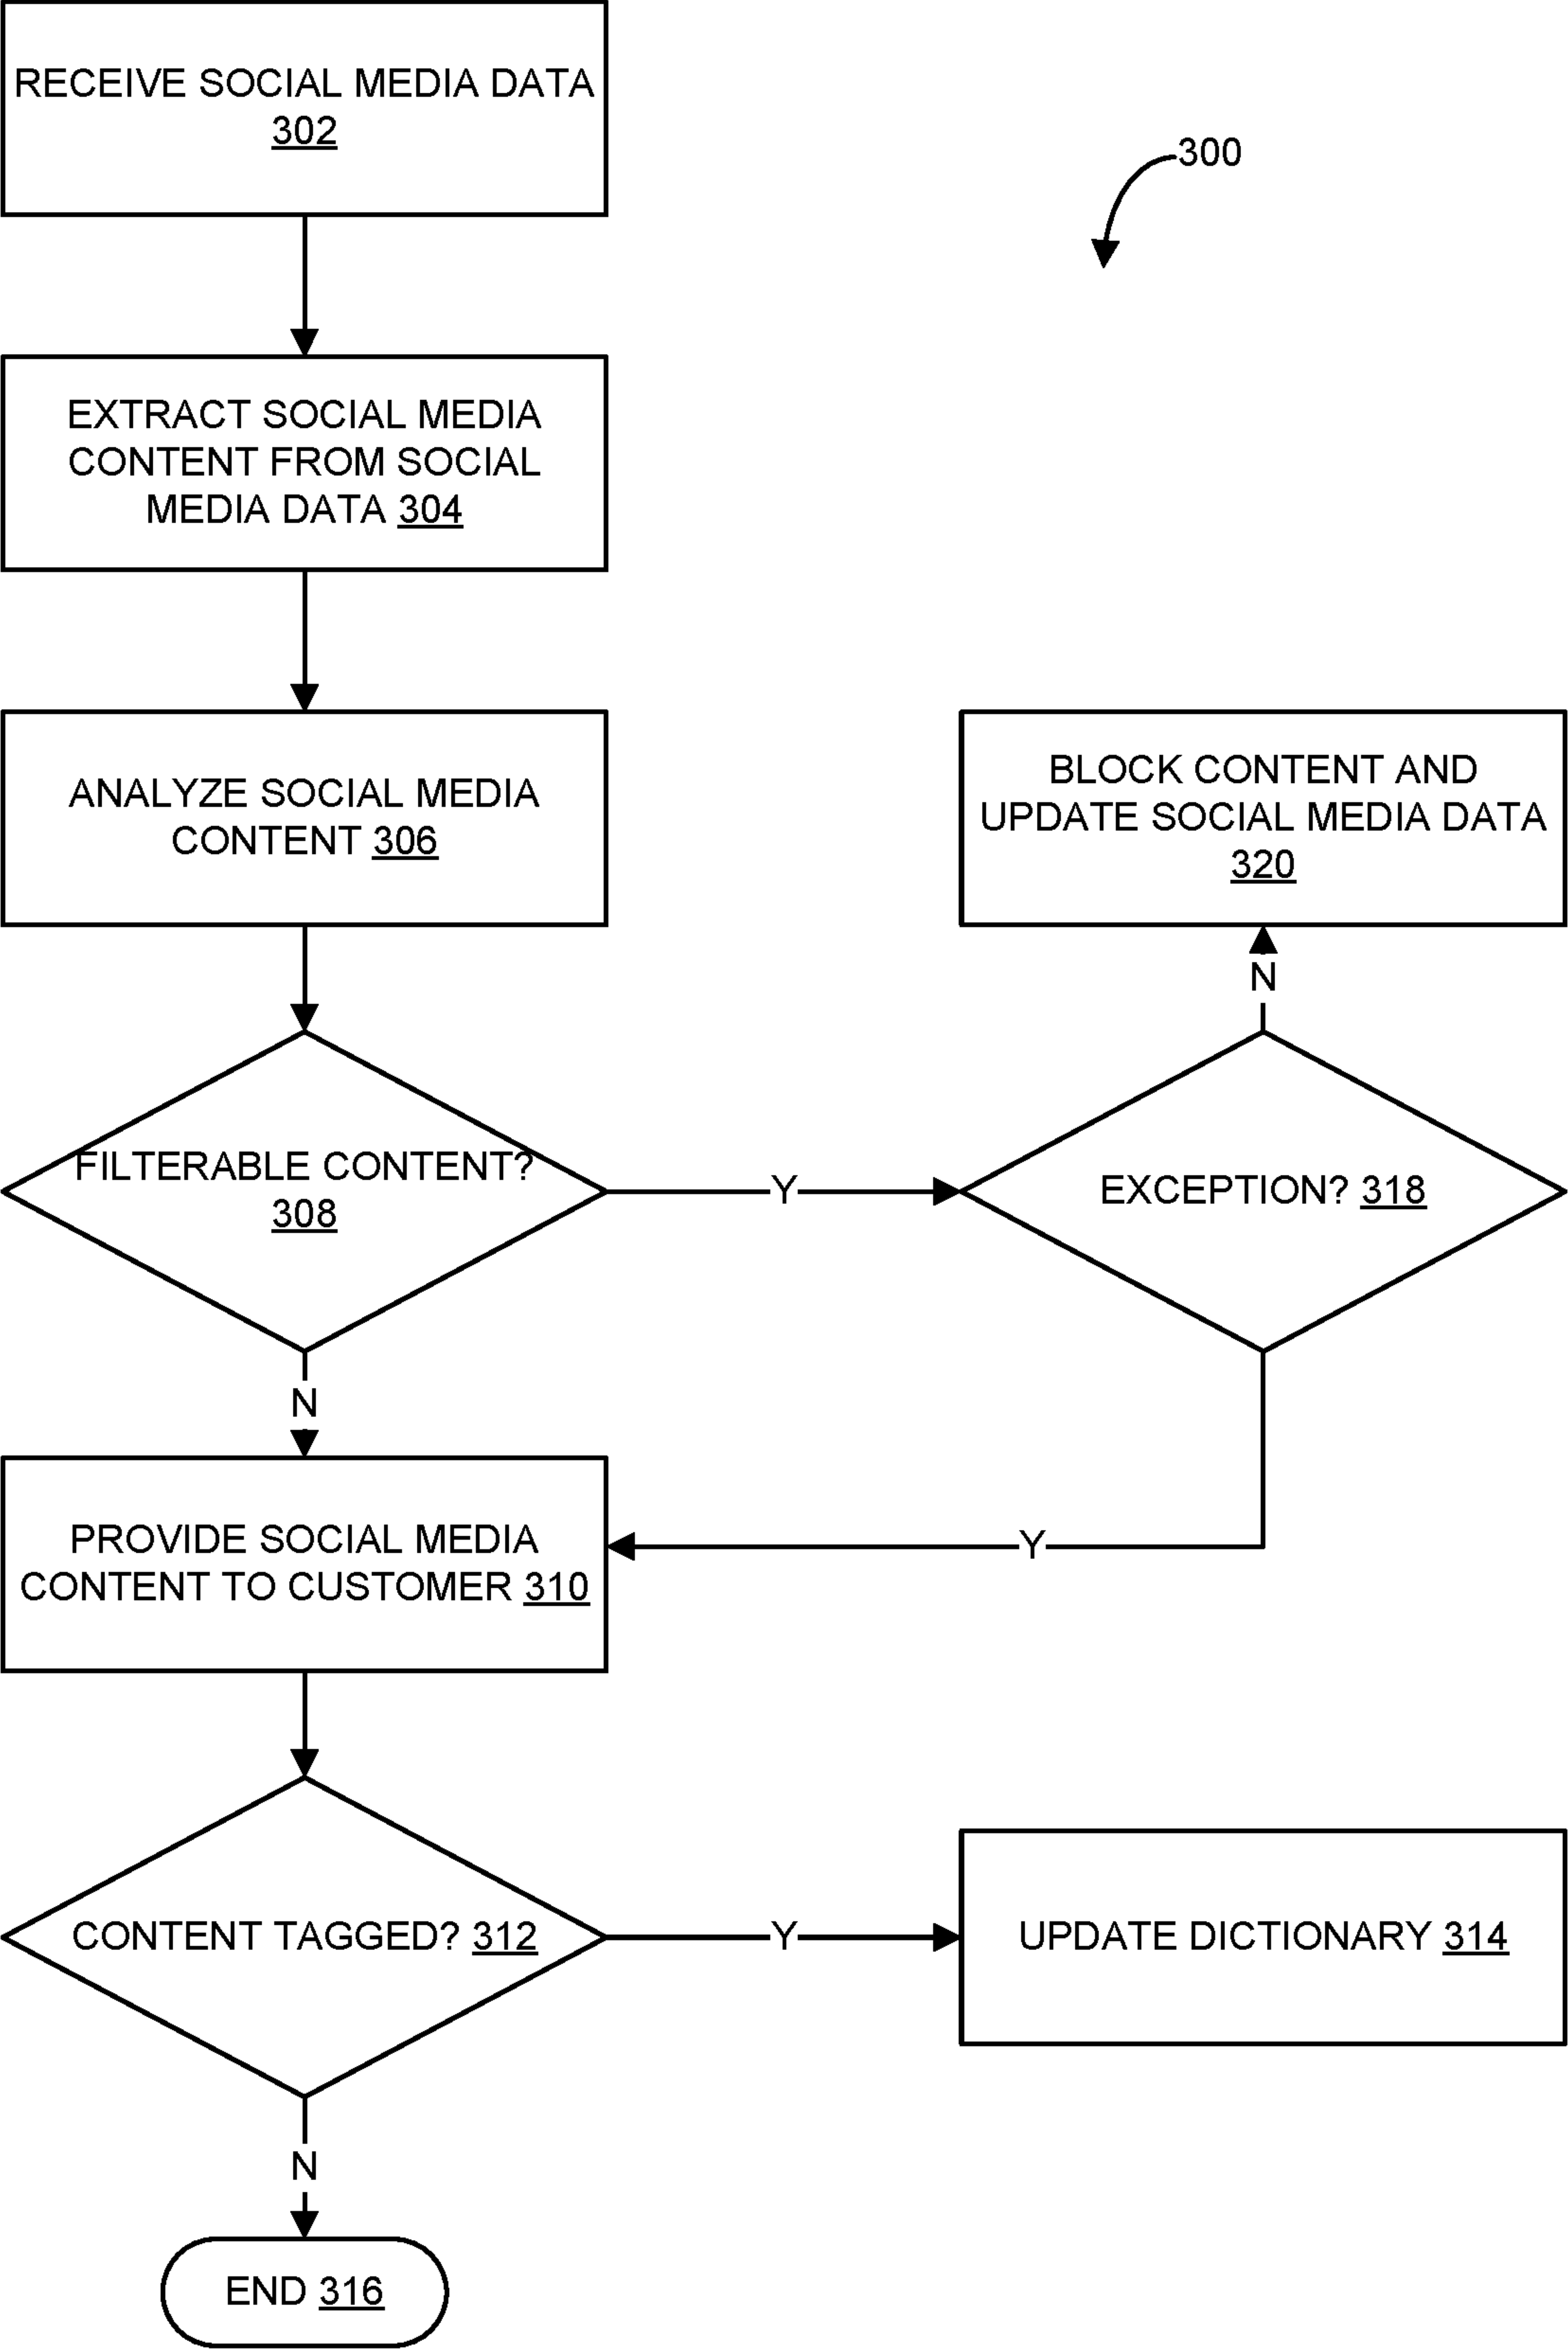 RECEIVE SOCIAL MEDIA DATA
302
300
EXTRACT SOCIAL MEDIA
CONTENT FROM SOCIAL
MEDIA DATA 304
ANALYZE SOCIAL MEDIA
CONTENT 306
BLOCK CONTENT AND
UPDATE SOCIAL MEDIA DATA
320
N
FILTERABLE CONTENT?
308
Y
EXCEPTION? 318
N
PROVIDE SOCIAL MEDIA
CONTENT TO CUSTOMER 310
Y
CONTENT TAGGED? 312
Y
UPDATE DICTIONARY 314
N
END 316